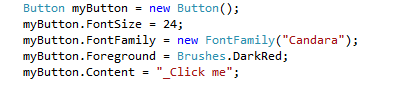 Button myButton = new Button();
myButton.FontSize = 24;
myButton.FontFamily = new FontFamily("Candara");
myButton.Foreground = Brushes.DarkRed;
myButton.Content = "_Click me";